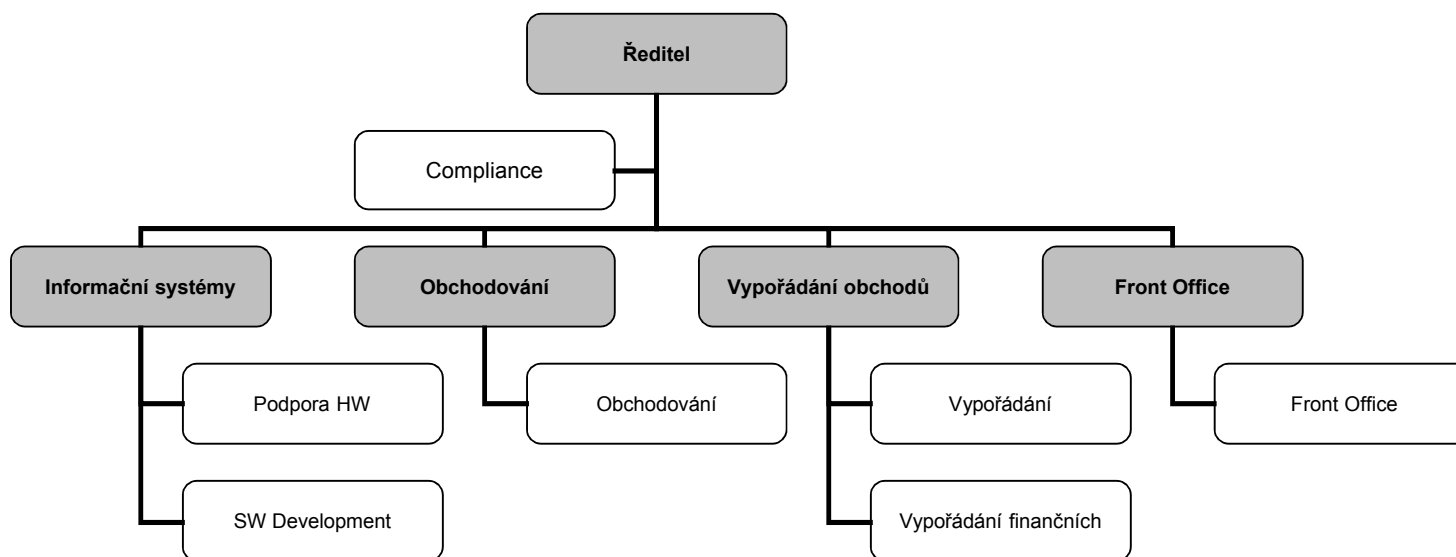 Ředitel
Compliance
Informační systémy
Obchodování
Vypořádání obchodů
Front Office
Podpora HW
Obchodování
Vypořádání
Front Office
SW Development
Vypořádání finančních